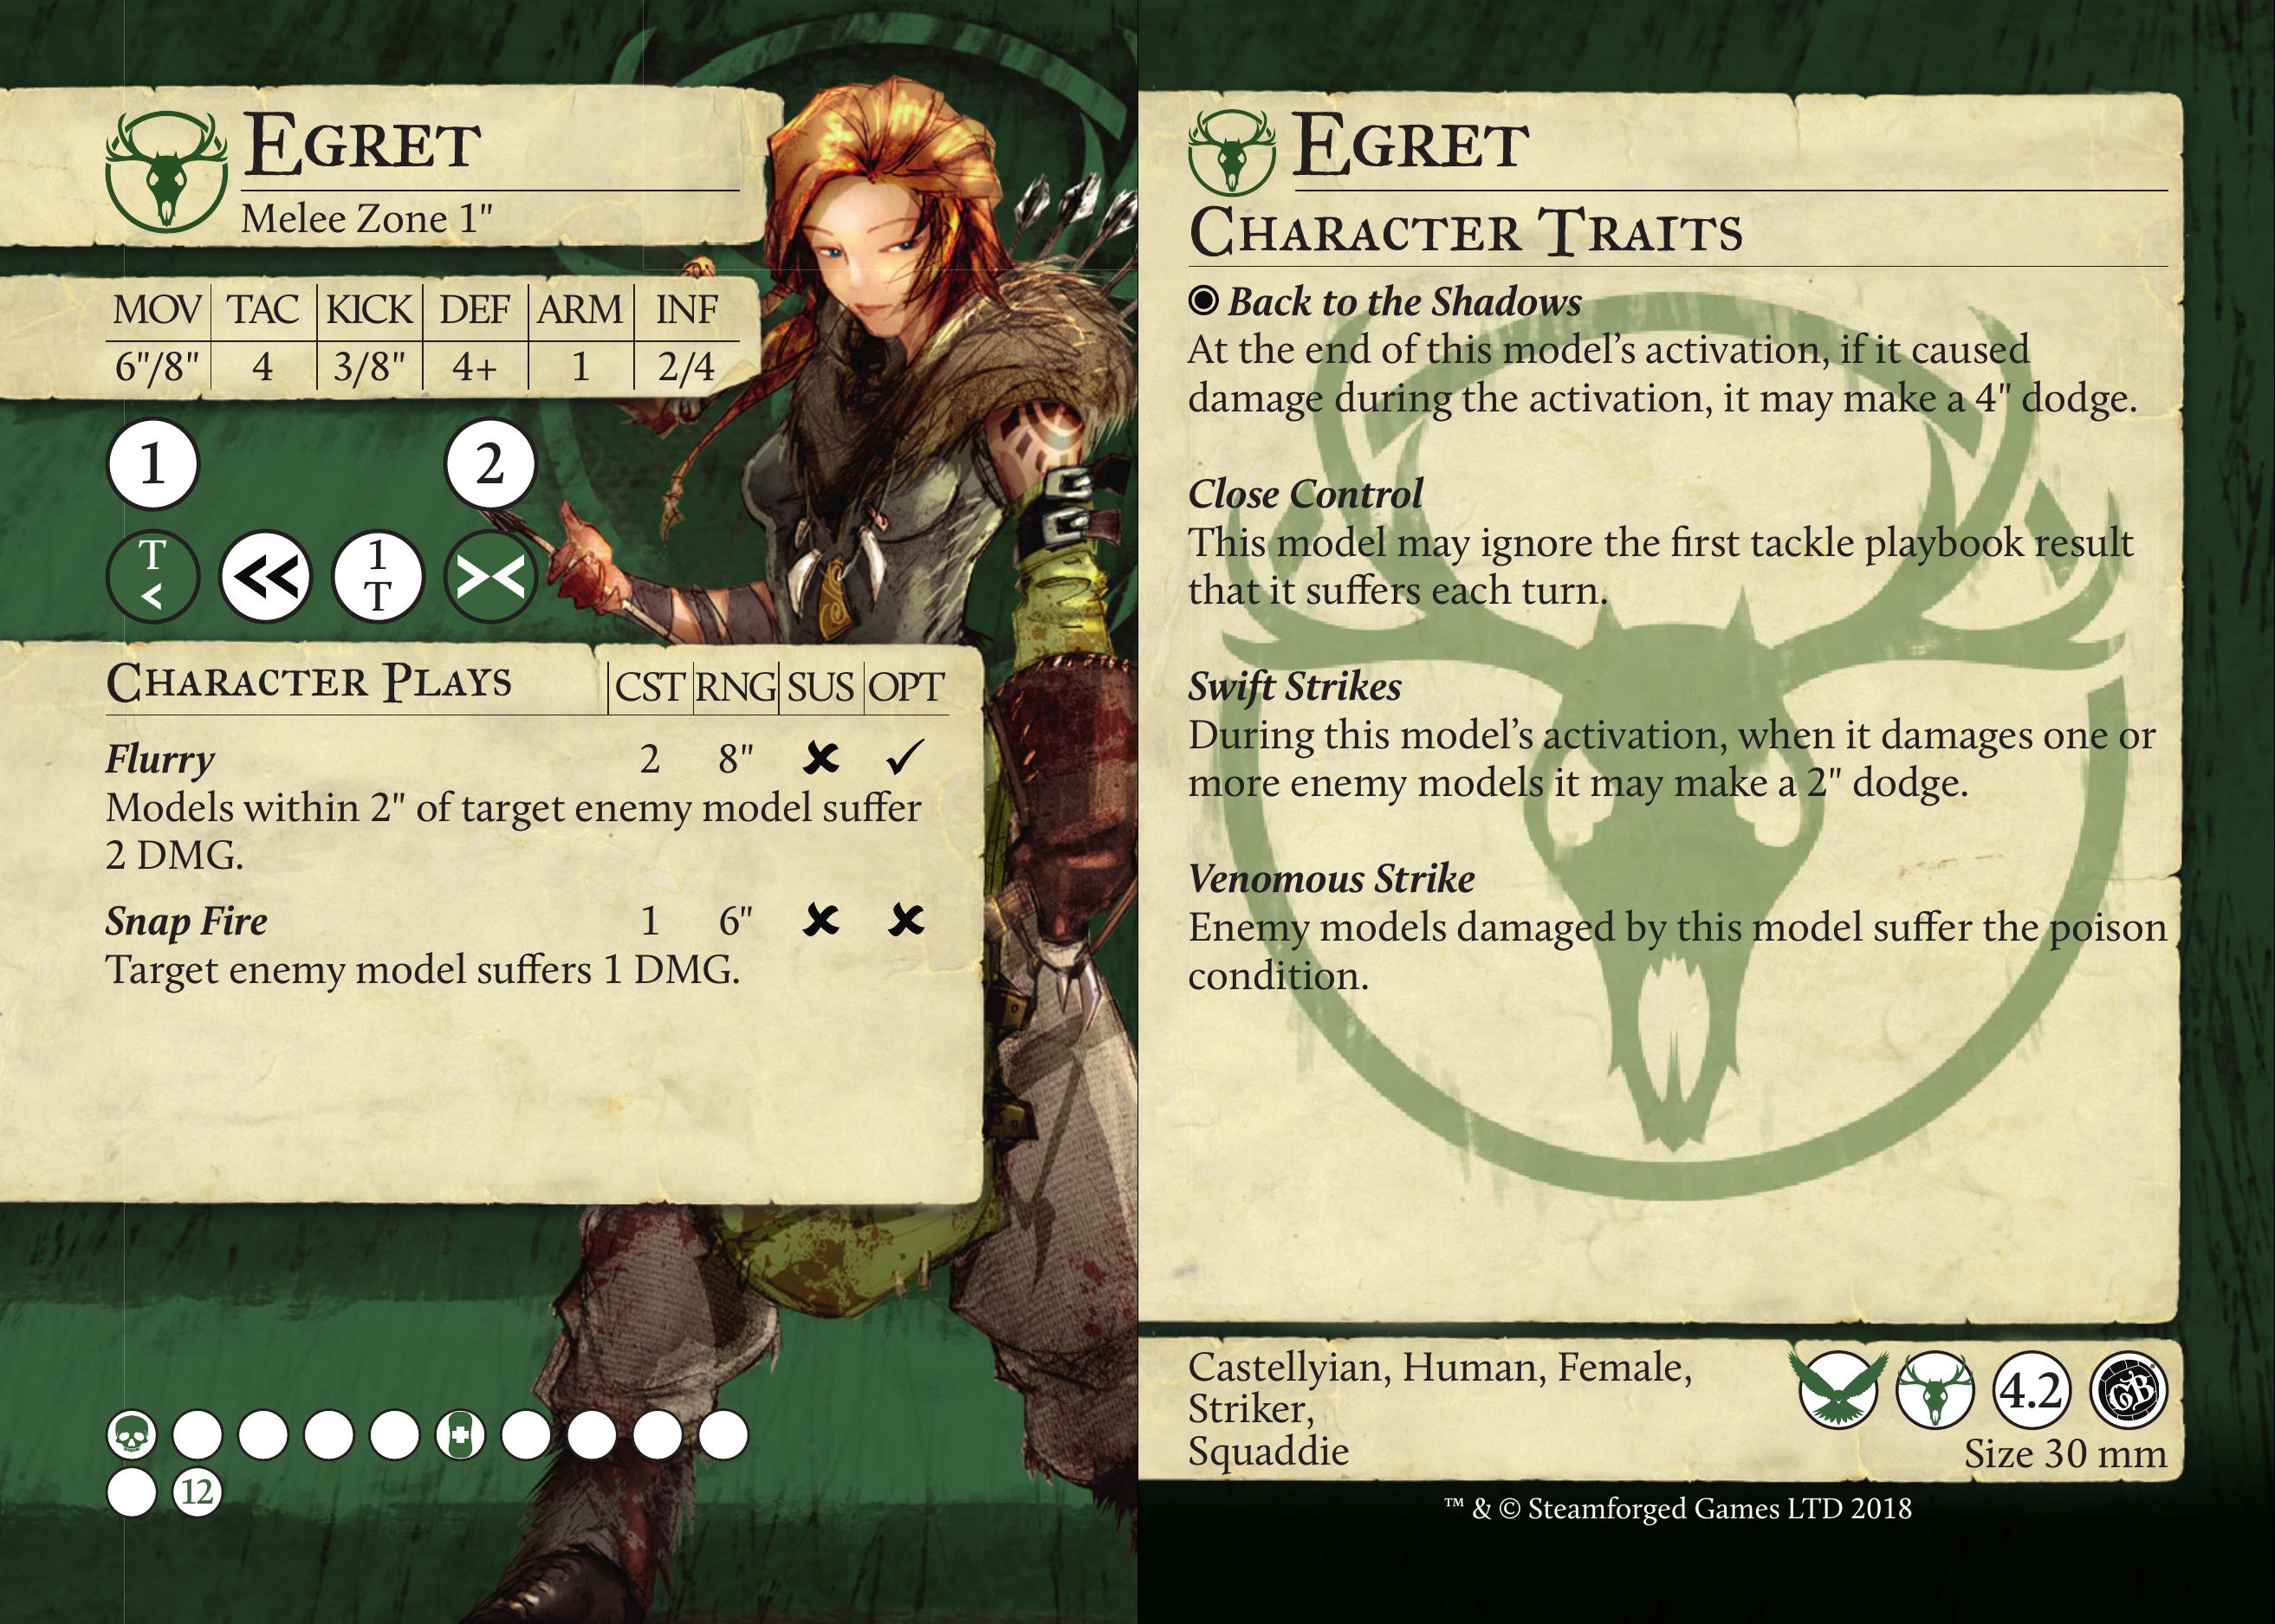 Egret
Melee Zone 1"
MOV TAC KICK DEF ARM INF
6"/8" 4 3/8" 4+ 1 2/4
1 2
T
<
<<
1
T
><
Character Plays CST RNG SUS OPT
Flurry 2 8" ✘ ✓
Models within 2" of target enemy model suffer
2 DMG.
Snap Fire 1 6" ✘ ✘
Target enemy model suffers 1 DMG.
12
Egret
Character Traits
Back to the Shadows
At the end of this model’s activation, if it caused
damage during the activation, it may make a 4" dodge.
Close Control
This model may ignore the first tackle playbook result
that it suffers each turn.
Swift Strikes
During this model’s activation, when it damages one or
more enemy models it may make a 2" dodge.
Venomous Strike
Enemy models damaged by this model suffer the poison
condition.
Castellyian, Human, Female,
Striker,
Squaddie
4.2
GB
Size 30 mm
™ & © Steamforged Games LTD 2018